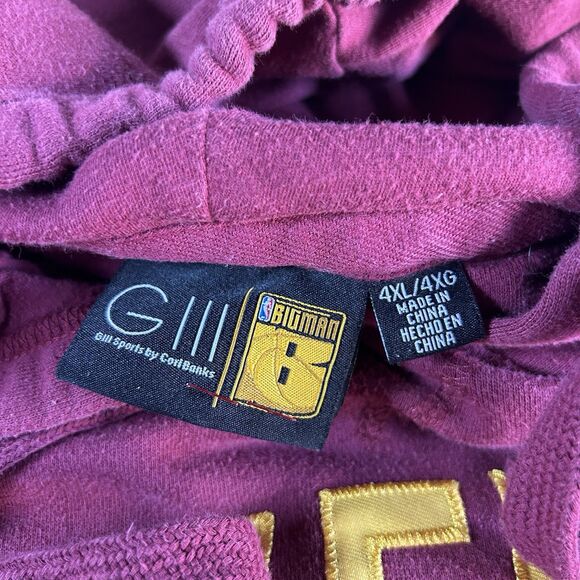 G III
GIII Sports by Carl Banks
BIGMAN
B
4XL/4XG
MADE IN
CHINA
HECHO EN
CHINA